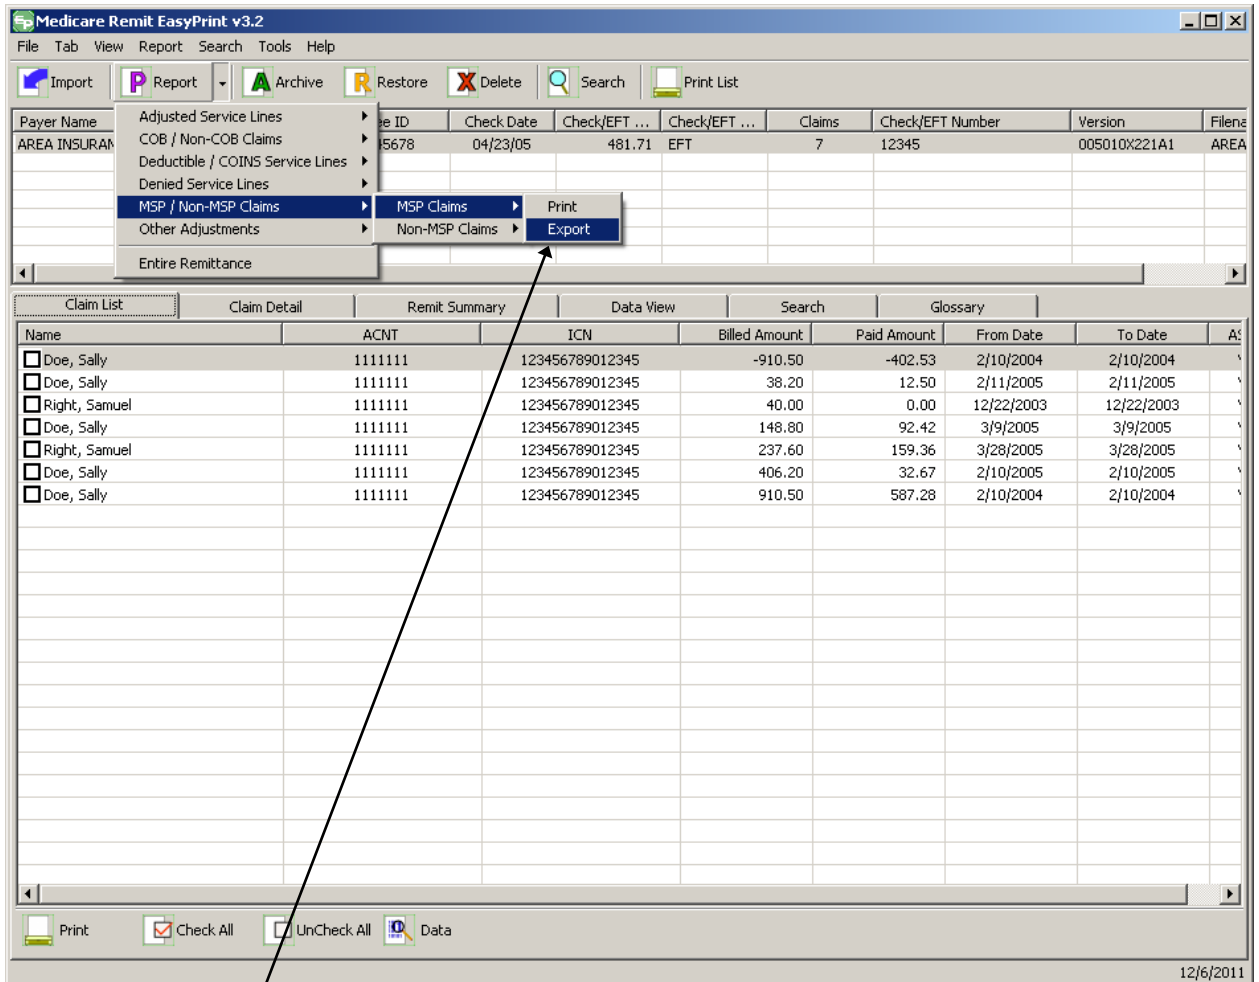 Medicare Remit EasyPrint v3.2
File Tab View Report Search Tools Help
Import Report Archive Restore Delete Search Print List
Payer Name ee ID Check Date Check/EFT ... Check/EFT ... Claims Check/EFT Number Version Filena
AREA INSURAN 5678 04/23/05 481.71 EFT 7 12345 005010X221A1 AREA
Adjusted Service Lines
COB / Non-COB Claims
Deductible / COINS Service Lines
Denied Service Lines
MSP / Non-MSP Claims MSP Claims Print
Other Adjustments Non-MSP Claims Export
Entire Remittance
Claim List Claim Detail Remit Summary Data View Search Glossary
Name ACNT ICN Billed Amount Paid Amount From Date To Date AS
Doe, Sally 1111111 123456789012345 -910.50 -402.53 2/10/2004 2/10/2004
Doe, Sally 1111111 123456789012345 38.20 12.50 2/11/2005 2/11/2005
Right, Samuel 1111111 123456789012345 40.00 0.00 12/22/2003 12/22/2003
Doe, Sally 1111111 123456789012345 148.80 92.42 3/9/2005 3/9/2005
Right, Samuel 1111111 123456789012345 237.60 159.36 3/28/2005 3/28/2005
Doe, Sally 1111111 123456789012345 406.20 32.67 2/10/2005 2/10/2005
Doe, Sally 1111111 123456789012345 910.50 587.28 2/10/2004 2/10/2004
Print Check All UnCheck All Data
12/6/2011